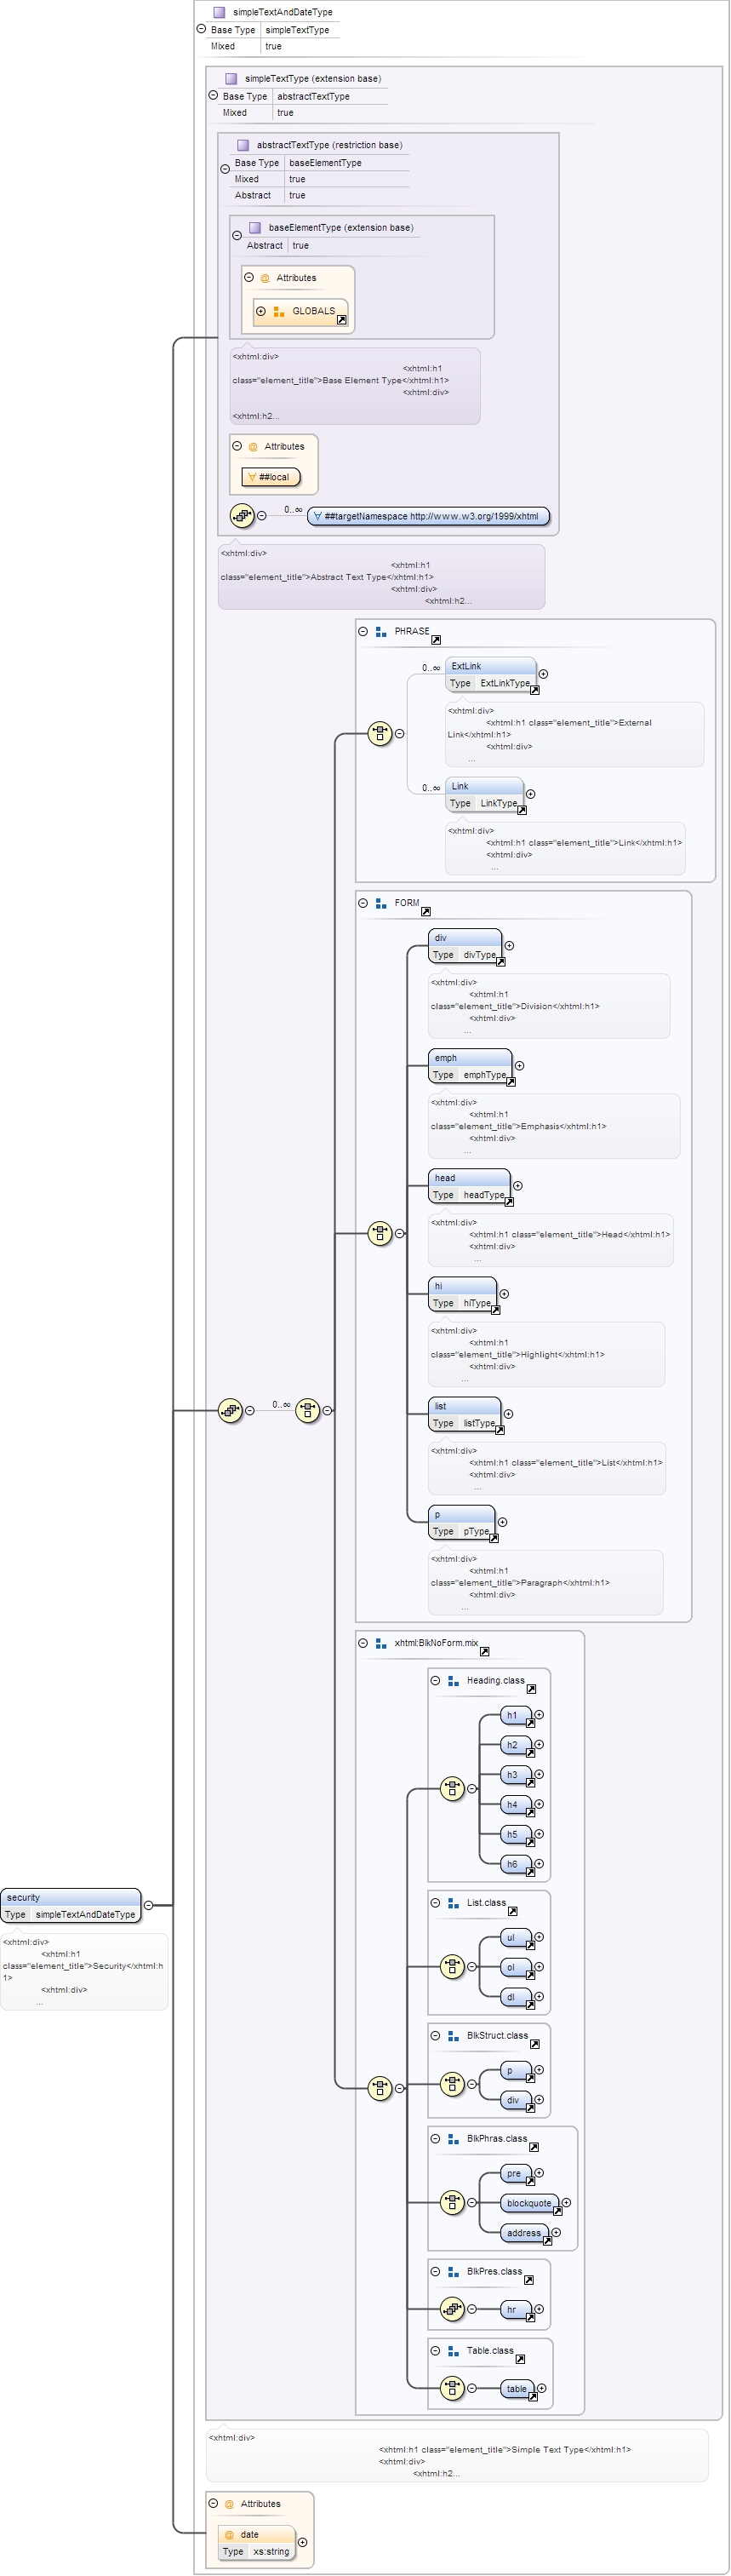 simpleTextAndDateType
Base Type simpleTextType
Mixed true
simpleTextType (extension base)
Base Type abstractTextType
Mixed true
abstractTextType (restriction base)
Base Type baseElementType
Mixed true
Abstract true
baseElementType (extension base)
Abstract true
@ Attributes
GLOBALS
<xhtml:div>
<xhtml:h1
class="element_title">Base Element Type</xhtml:h1>
<xhtml:div>
<xhtml:h2...
@ Attributes
∀ ##local
0..∞ ∀ ##targetNamespace http://www.w3.org/1999/xhtml
<xhtml:div>
<xhtml:h1
class="element_title">Abstract Text Type</xhtml:h1>
<xhtml:div>
<xhtml:h2...
PHRASE
0..∞ ExtLink
Type ExtLinkType
<xhtml:div>
<xhtml:h1 class="element_title">External
Link</xhtml:h1>
<xhtml:div>
...
0..∞ Link
Type LinkType
<xhtml:div>
<xhtml:h1 class="element_title">Link</xhtml:h1>
<xhtml:div>
...
FORM
div
Type divType
<xhtml:div>
<xhtml:h1
class="element_title">Division</xhtml:h1>
<xhtml:div>
...
emph
Type emphType
<xhtml:div>
<xhtml:h1
class="element_title">Emphasis</xhtml:h1>
<xhtml:div>
...
head
Type headType
<xhtml:div>
<xhtml:h1 class="element_title">Head</xhtml:h1>
<xhtml:div>
...
hi
Type hiType
<xhtml:div>
<xhtml:h1
class="element_title">Highlight</xhtml:h1>
<xhtml:div>
...
0..∞
list
Type listType
<xhtml:div>
<xhtml:h1 class="element_title">List</xhtml:h1>
<xhtml:div>
...
p
Type pType
<xhtml:div>
<xhtml:h1
class="element_title">Paragraph</xhtml:h1>
<xhtml:div>
...
xhtml:BlkNoForm.mix
Heading.class
h1
h2
h3
h4
h5
h6
security
Type simpleTextAndDateType
<xhtml:div>
<xhtml:h1
class="element_title">Security</xhtml:h
1>
<xhtml:div>
...
List.class
ul
ol
dl
BlkStruct.class
p
div
BlkPhras.class
pre
blockquote
address
BlkPres.class
hr
Table.class
table
<xhtml:div>
<xhtml:h1 class="element_title">Simple Text Type</xhtml:h1>
<xhtml:div>
<xhtml:h2...
@ Attributes
@ date
Type xs:string